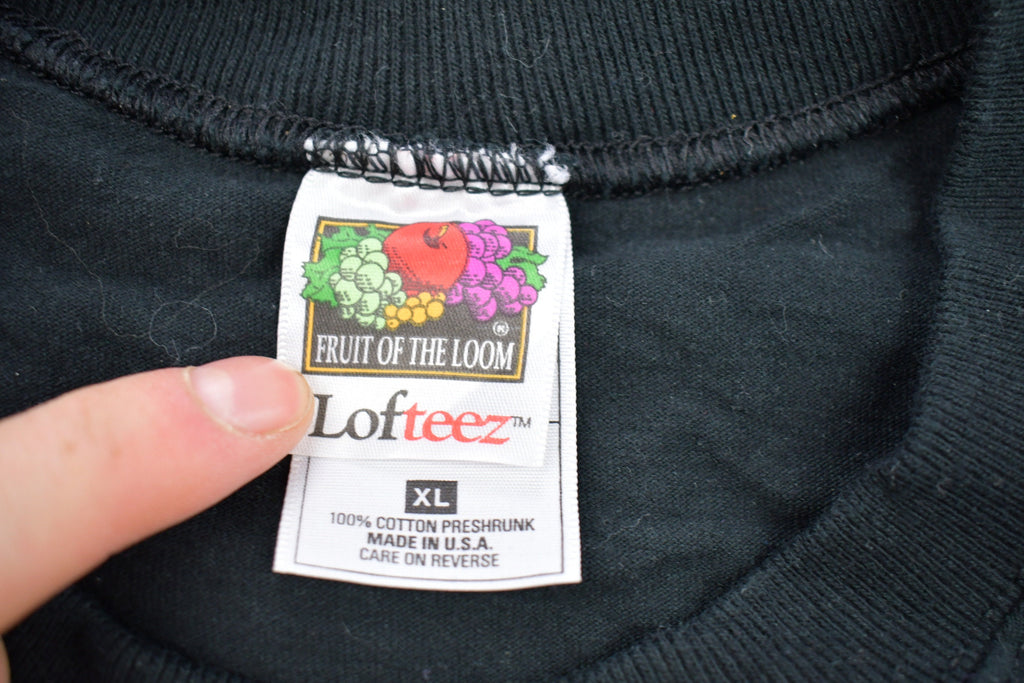 ®
FRUIT OF THE LOOM
Lofteez™
XL
100% COTTON PRESHRUNK
MADE IN U.S.A.
CARE ON REVERSE